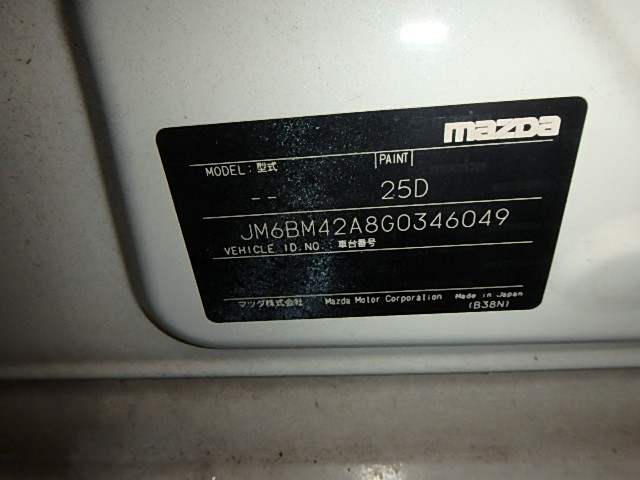 mazda
MODEL: 型式 PAINT
-- 25D
JM6BM42A8G0346049
VEHICLE ID.NO.: 車台番号
マツダ株式会社 Mazda Motor Corporation Made in Japan
(B38N)